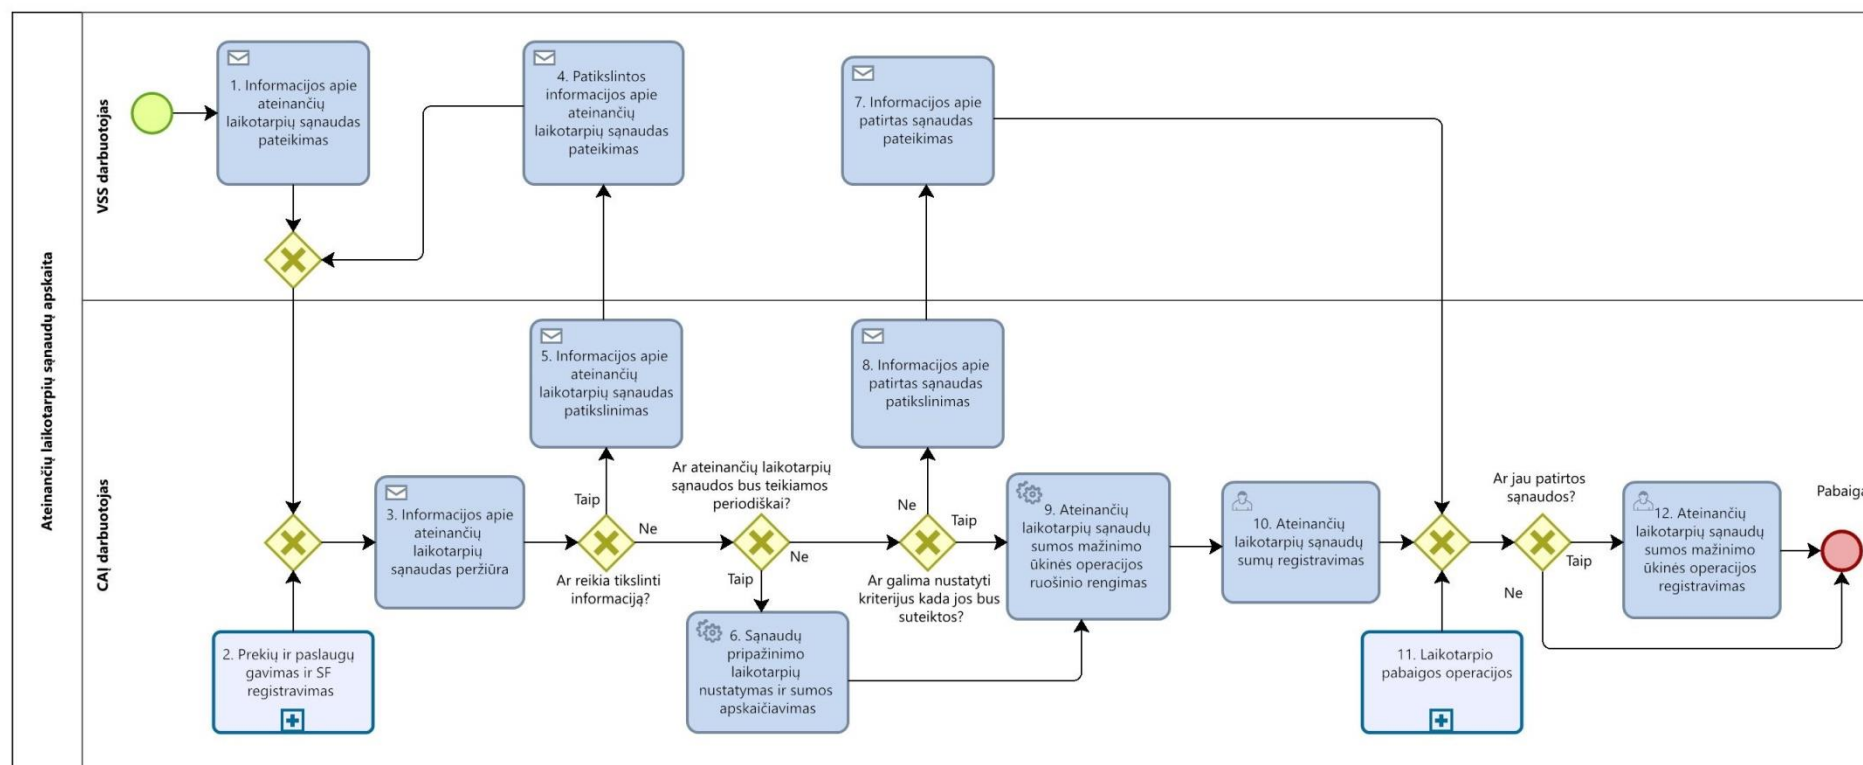 Ateinančių laikotarpių sąnaudų apskaita
VSS darbuotojas
1. Informacijos apie
ateinančių
laikotarpių sąnaudas
pateikimas
4. Patikslintos
informacijos apie
ateinančių
laikotarpių sąnaudas
pateikimas
7. Informacijos apie
patirtas sąnaudas
pateikimas
CAĮ darbuotojas
5. Informacijos apie
ateinančių
laikotarpių sąnaudas
patikslinimas
8. Informacijos apie
patirtas sąnaudas
patikslinimas
3. Informacijos apie
ateinančių
laikotarpių
sąnaudas peržiūra
Taip
Ne
Ar reikia tikslinti
informaciją?
Ar ateinančių laikotarpių
sąnaudos bus teikiamos
periodiškai?
Ne
Taip
Ne
Taip
Ar galima nustatyti
kriterijus kada jos bus
suteiktos?
9. Ateinančių
laikotarpių sąnaudų
sumos mažinimo
ūkinės operacijos
ruošinio rengimas
10. Ateinančių
laikotarpių sąnaudų
sumų registravimas
Ar jau patirtos
sąnaudos?
Taip
Ne
12. Ateinančių
laikotarpių sąnaudų
sumos mažinimo
ūkinės operacijos
registravimas
Pabaiga
2. Prekių ir paslaugų
gavimas ir SF
registravimas
6. Sąnaudų
pripažinimo
laikotarpių
nustatymas ir sumos
apskaičiavimas
11. Laikotarpio
pabaigos operacijos